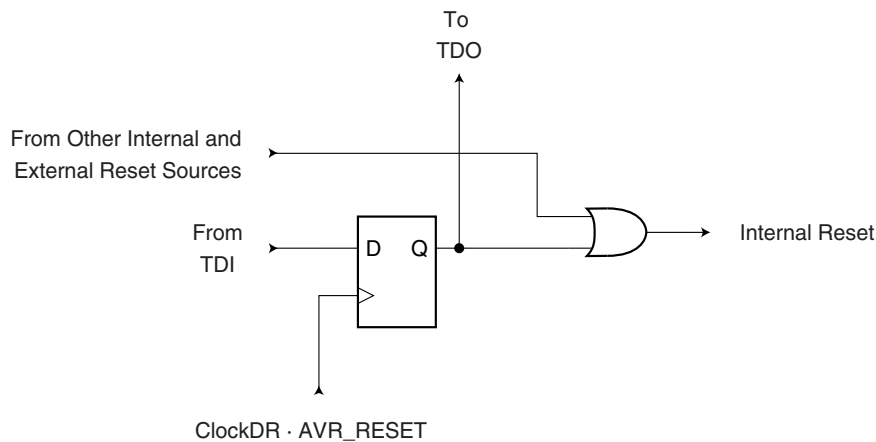 To
TDO
From Other Internal and
External Reset Sources
From
TDI
D
Q
Internal Reset
ClockDR · AVR_RESET